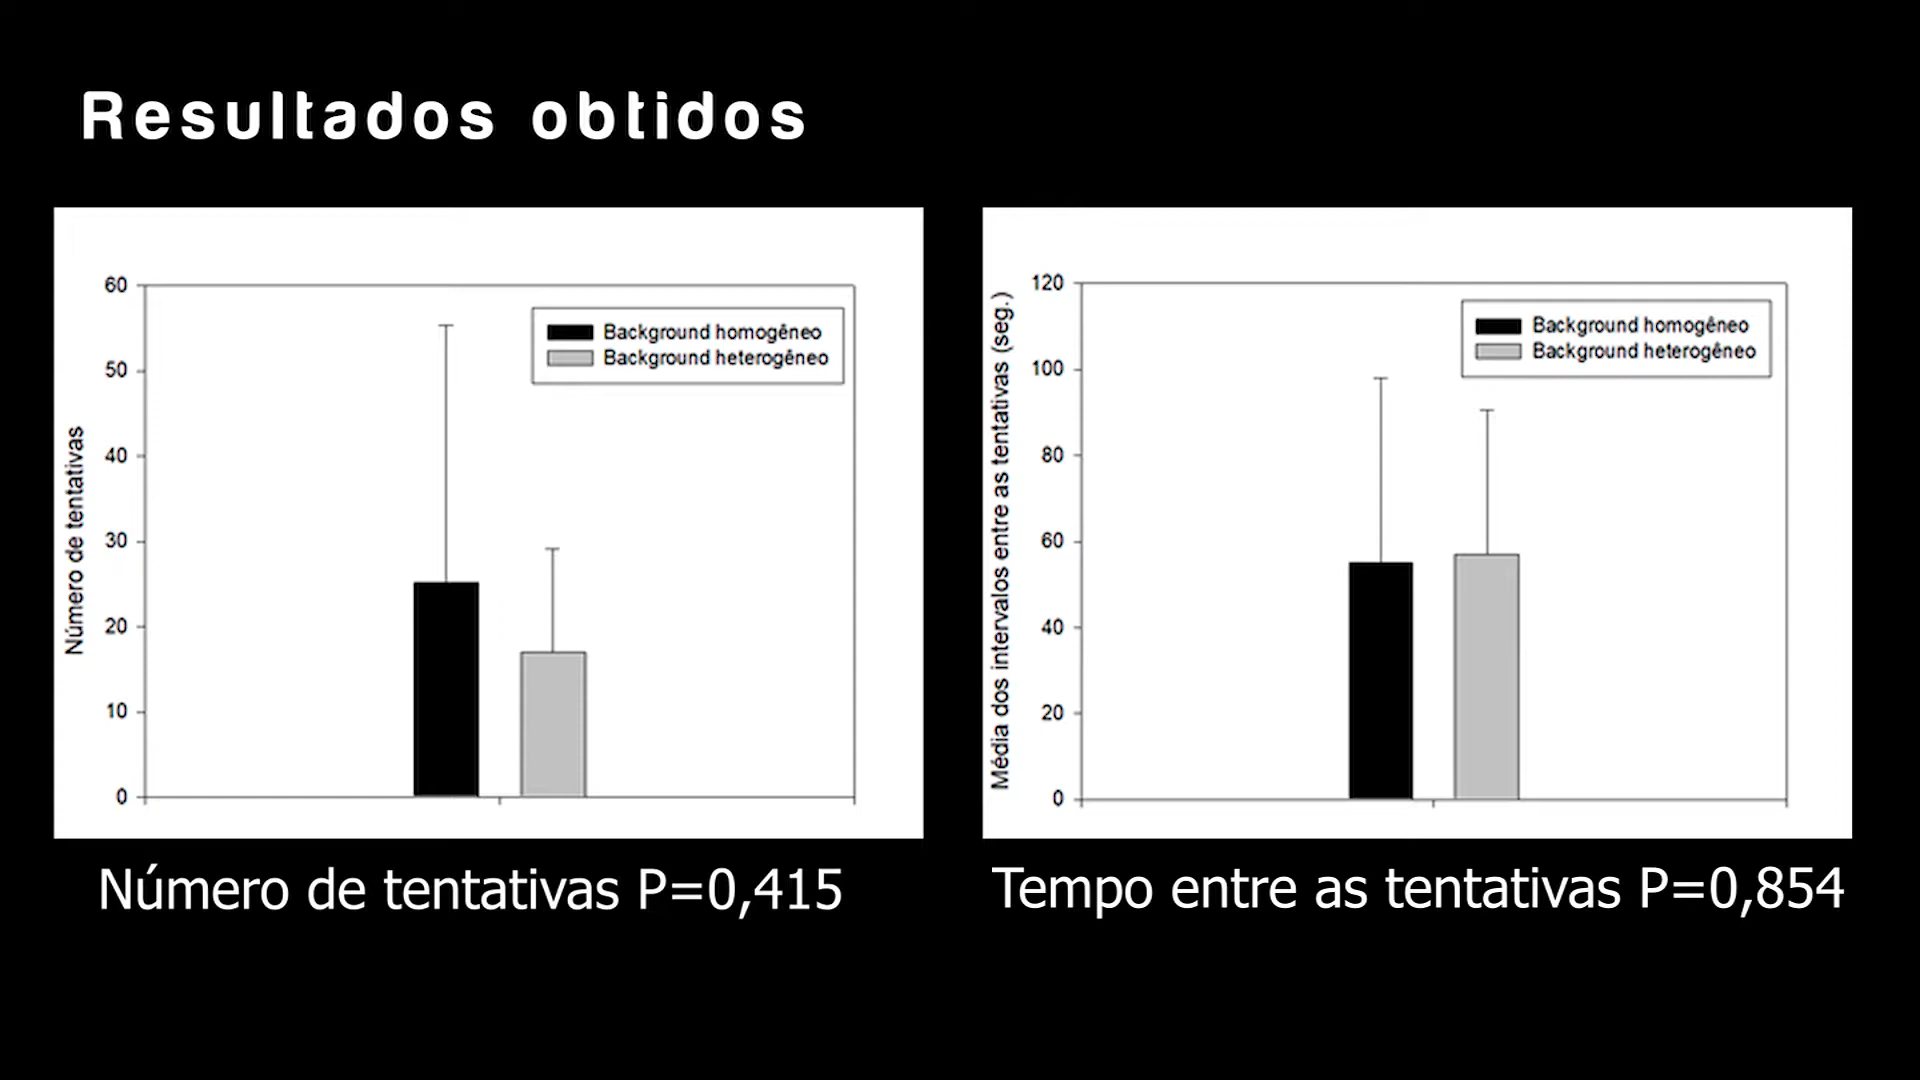 Resultados obtidos
60
50
40
30
20
10
0
Número de tentativas
Background homogêneo
Background heterogêneo
120
100
80
60
40
20
0
Média dos intervalos entre as tentativas (seg.)
Background homogêneo
Background heterogêneo
Número de tentativas P=0,415
Tempo entre as tentativas P=0,854